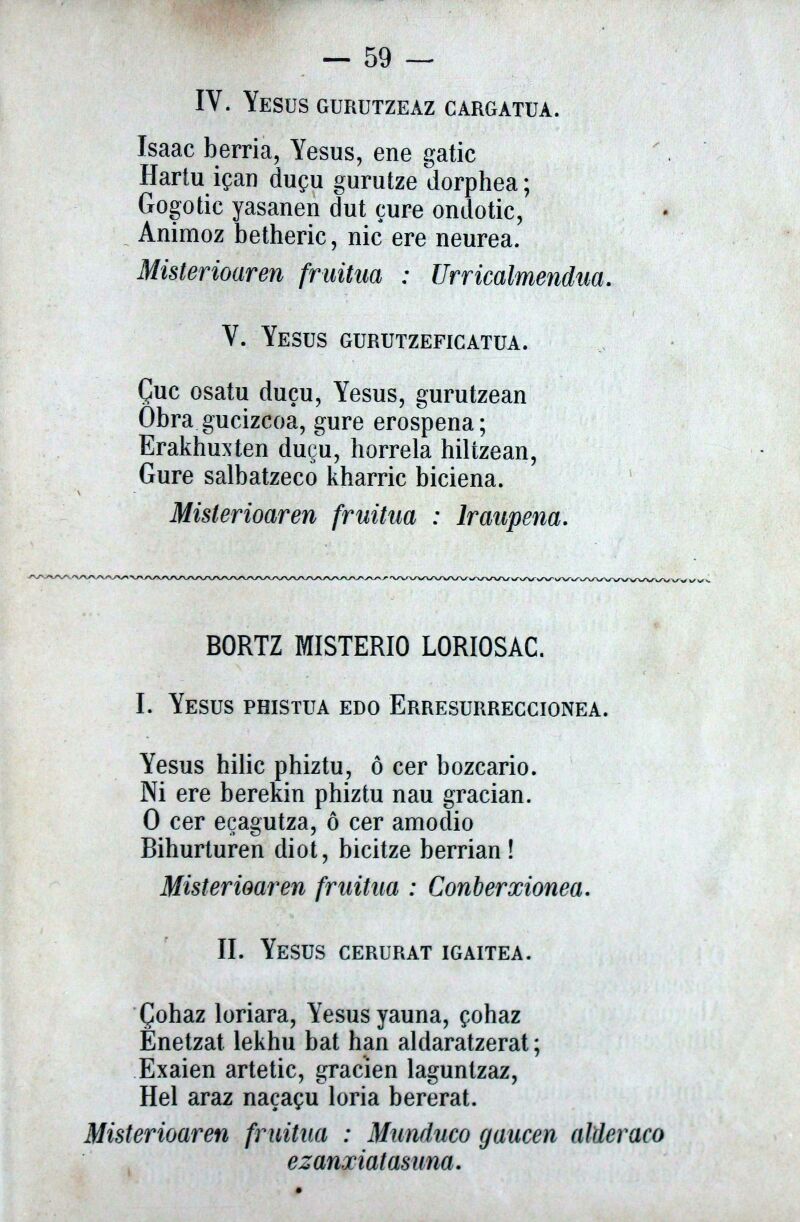 — 59 —
IV. Yesus gurutzeaz cargatua.
Isaac berria, Yesus, ene gatic
Hartu içan duçu gurutze dorphea;
Gogotic yasanen dut çure ondotic,
Animoz betheric, nic ere neurea.
Misterioaren fruitua : Urricalmendua.
V. Yesus gurutzeficatua.
Çuc osatu duçu, Yesus, gurutzean
Obra gucizcoa, gure erospena;
Erakhuxten duçu, horrela hiltzean,
Gure salbatzeco kharric biciena.
Misterioaren fruitua : Iraupena.
BORTZ MISTERIO LORIOSAC.
I. Yesus phistua edo Erresurreccionea.
Yesus hilic phiztu, ô cer bozcario.
Ni ere berekin phiztu nau gracian.
O cer eçagutza, ô cer amodio
Bihurturen diot, bicitze berrian !
Misterioaren fruitua : Conberxionea.
II. Yesus cerurat igaitea.
Çohaz loriara, Yesus yauna, çohaz
Enetzat lekhu bat han aldaratzerat;
Exaien artetic, gracien laguntzaz,
Hel araz naçaçu loria bererat.
Misterioaren fruitua : Munduco gaucen alderaco
ezanxiatasuna.